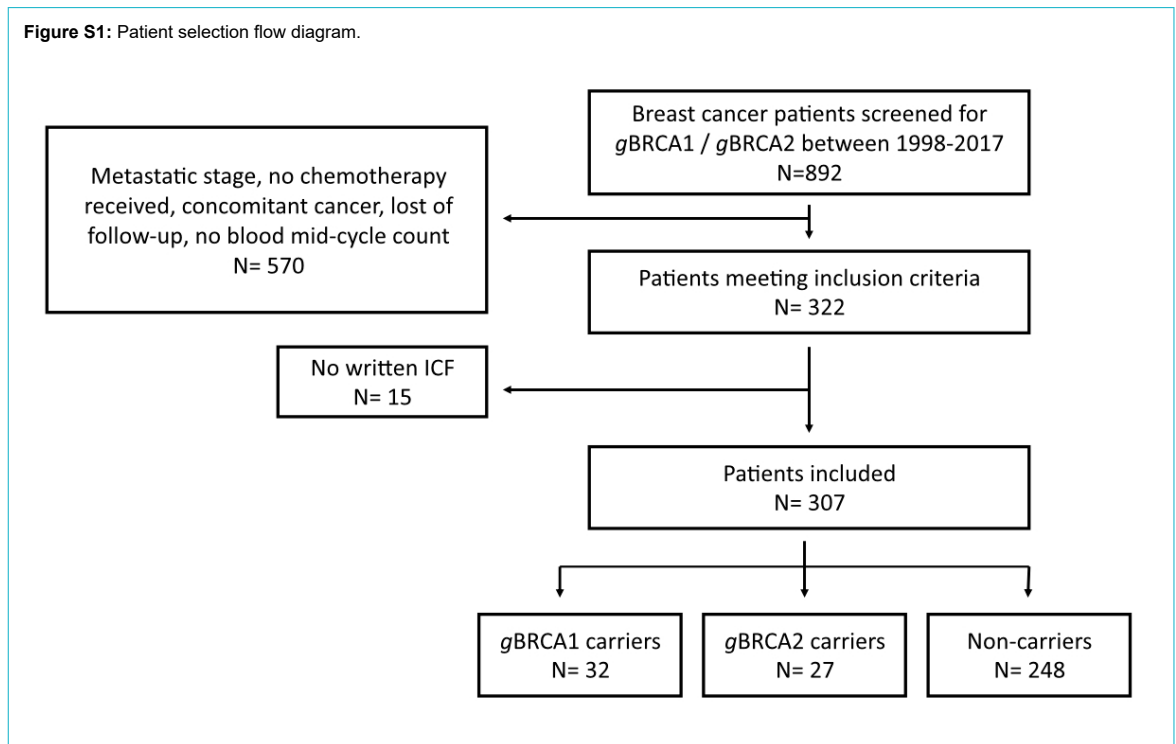 Figure S1: Patient selection flow diagram.
Breast cancer patients screened for
gBRCA1 / gBRCA2 between 1998-2017
N=892
Metastatic stage, no chemotherapy
received, concomitant cancer, lost of
follow-up, no blood mid-cycle count
N= 570
Patients meeting inclusion criteria
N= 322
No written ICF
N= 15
Patients included
N= 307
gBRCA1 carriers
N= 32
gBRCA2 carriers
N= 27
Non-carriers
N= 248